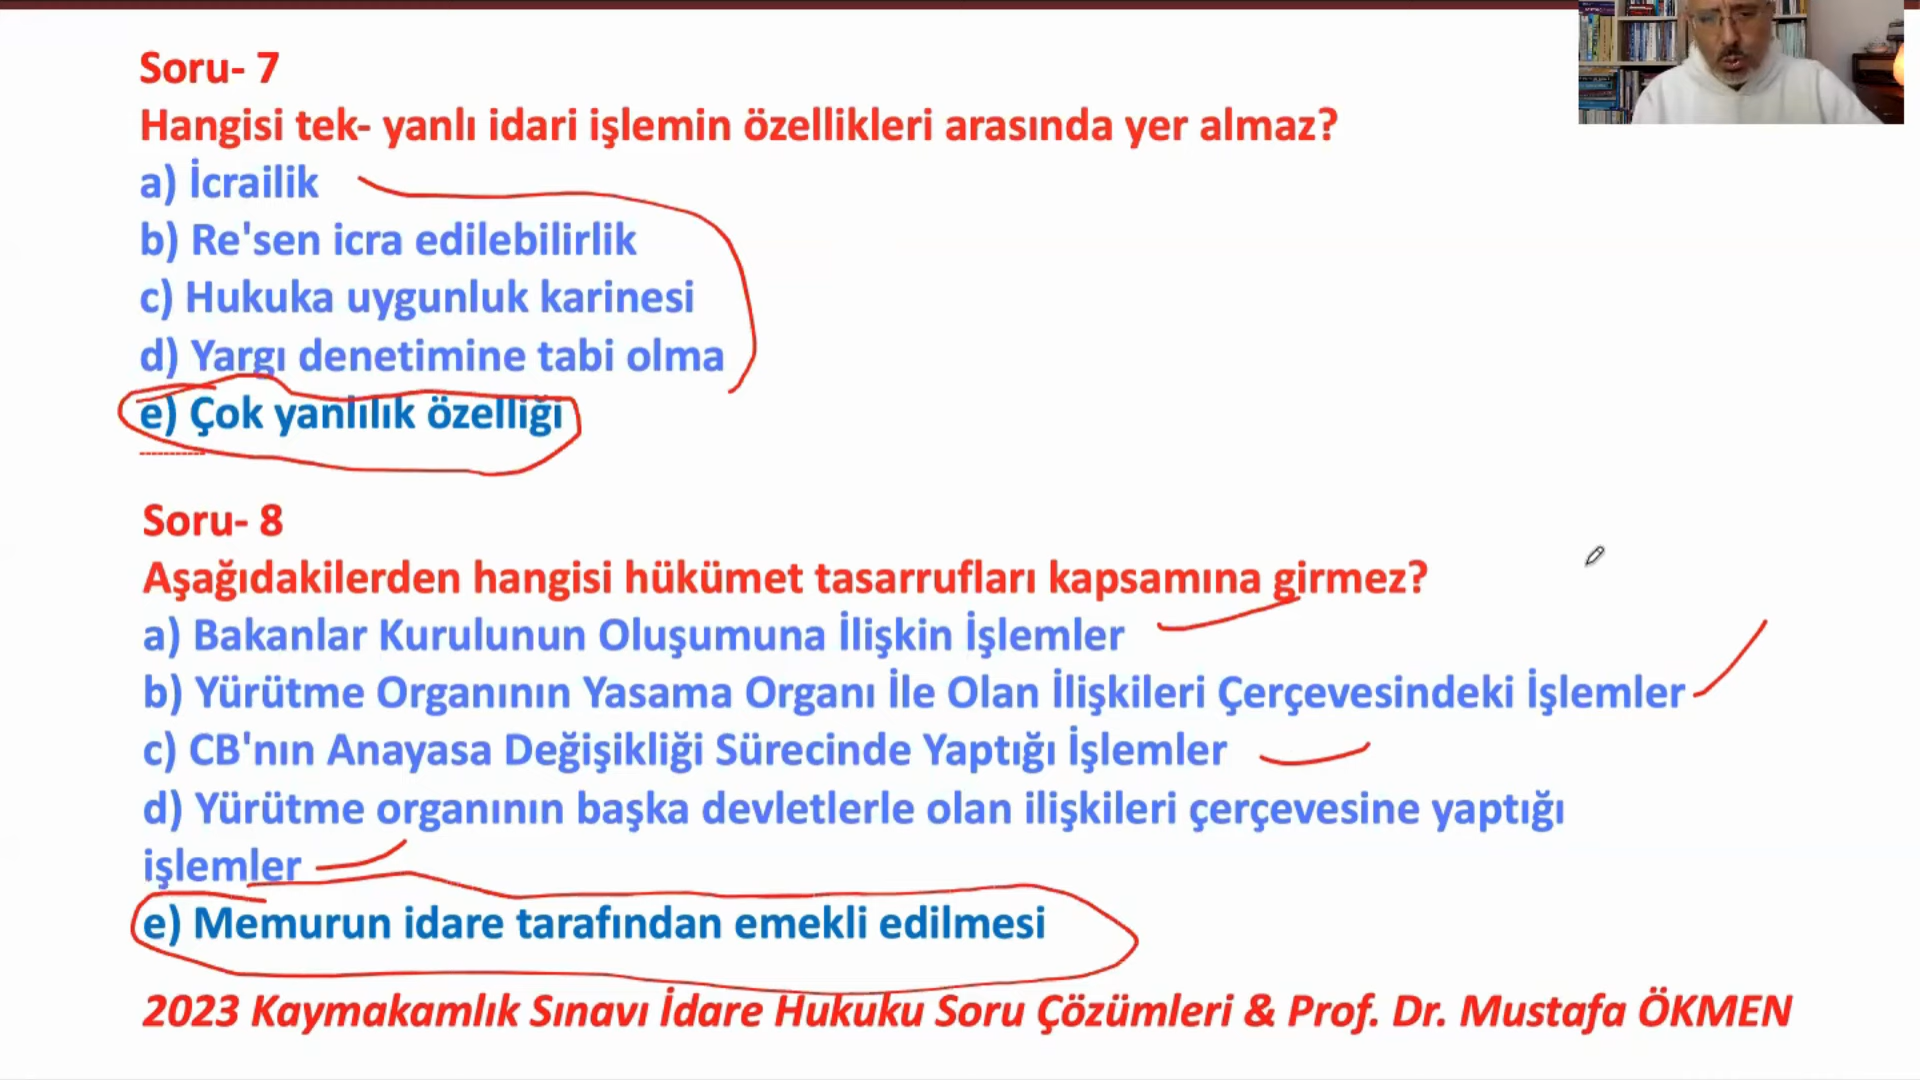 Soru- 7
Hangisi tek- yanlı idari işlemin özellikleri arasında yer almaz?
a) İcrailik
b) Re'sen icra edilebilirlik
c) Hukuka uygunluk karinesi
d) Yargı denetimine tabi olma
e) Çok yanlılık özelliği
Soru- 8
Aşağıdakilerden hangisi hükümet tasarrufları kapsamına girmez?
a) Bakanlar Kurulunun Oluşumuna İlişkin İşlemler
b) Yürütme Organının Yasama Organı İle Olan İlişkileri Çerçevesindeki İşlemler
c) CB'nın Anayasa Değişikliği Sürecinde Yaptığı İşlemler
d) Yürütme organının başka devletlerle olan ilişkileri çerçevesine yaptığı
işlemler
e) Memurun idare tarafından emekli edilmesi
2023 Kaymakamlık Sınavı İdare Hukuku Soru Çözümleri & Prof. Dr. Mustafa ÖKMEN